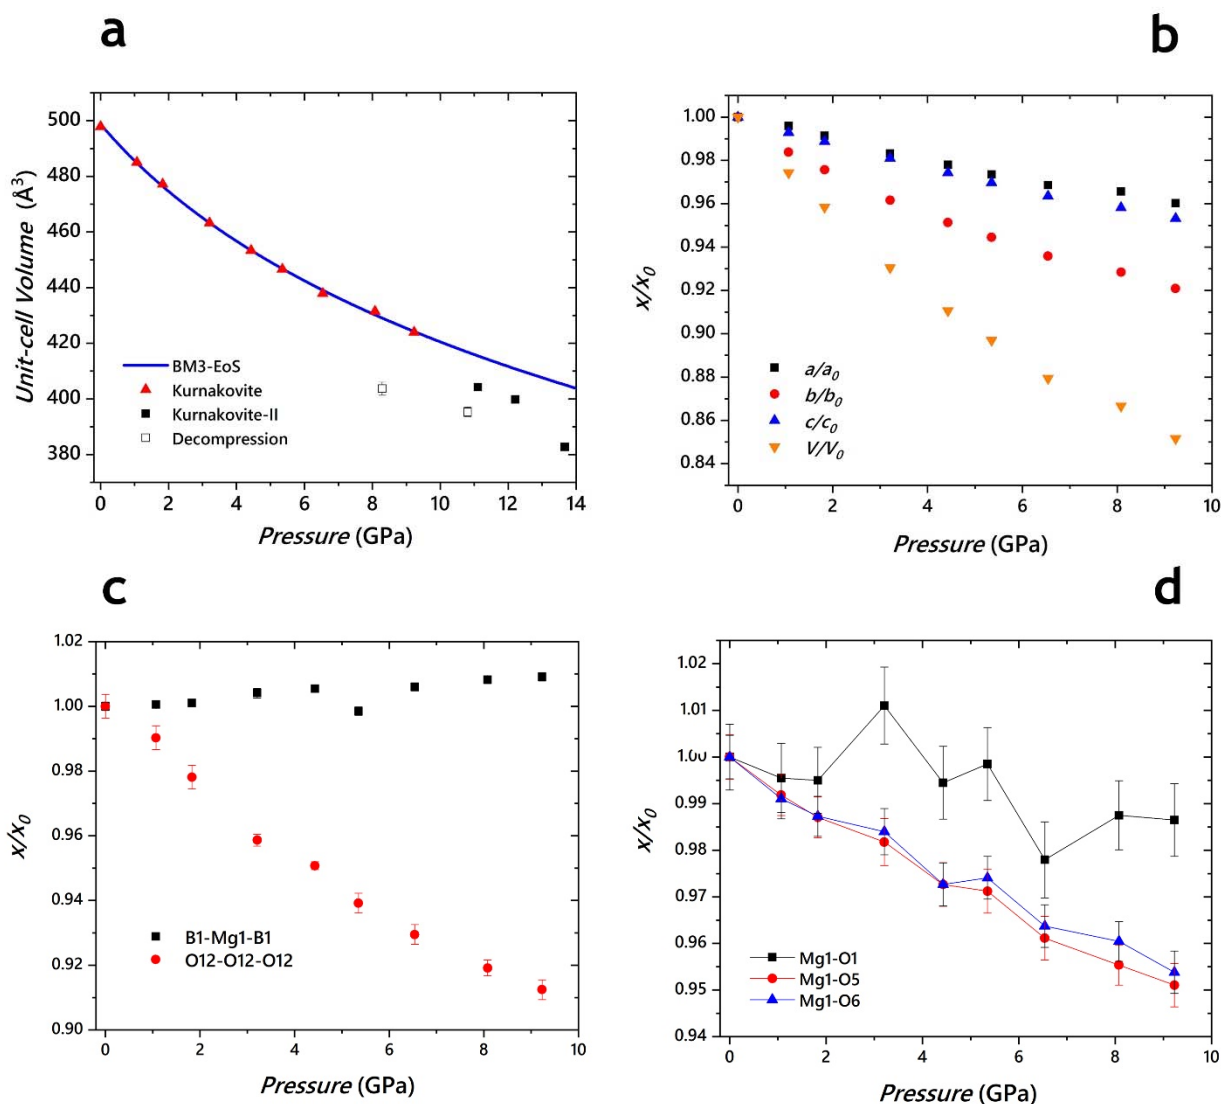 a
500
480
460
440
420
400
380
Unit-cell Volume (Å³)
BM3-EoS
Kurnakovite
Kurnakovite-II
Decompression
0 2 4 6 8 10 12 14
Pressure (GPa)
b
1.00
0.98
0.96
0.94
0.92
0.90
0.88
0.86
0.84
x/x₀
a/a₀
b/b₀
c/c₀
V/V₀
0 2 4 6 8 10
Pressure (GPa)
c
1.02
1.00
0.98
0.96
0.94
0.92
0.90
x/x₀
B1-Mg1-B1
O12-O12-O12
0 2 4 6 8 10
Pressure (GPa)
d
1.02
1.01
1.00
0.99
0.98
0.97
0.96
0.95
0.94
x/x₀
Mg1-O1
Mg1-O5
Mg1-O6
0 2 4 6 8 10
Pressure (GPa)